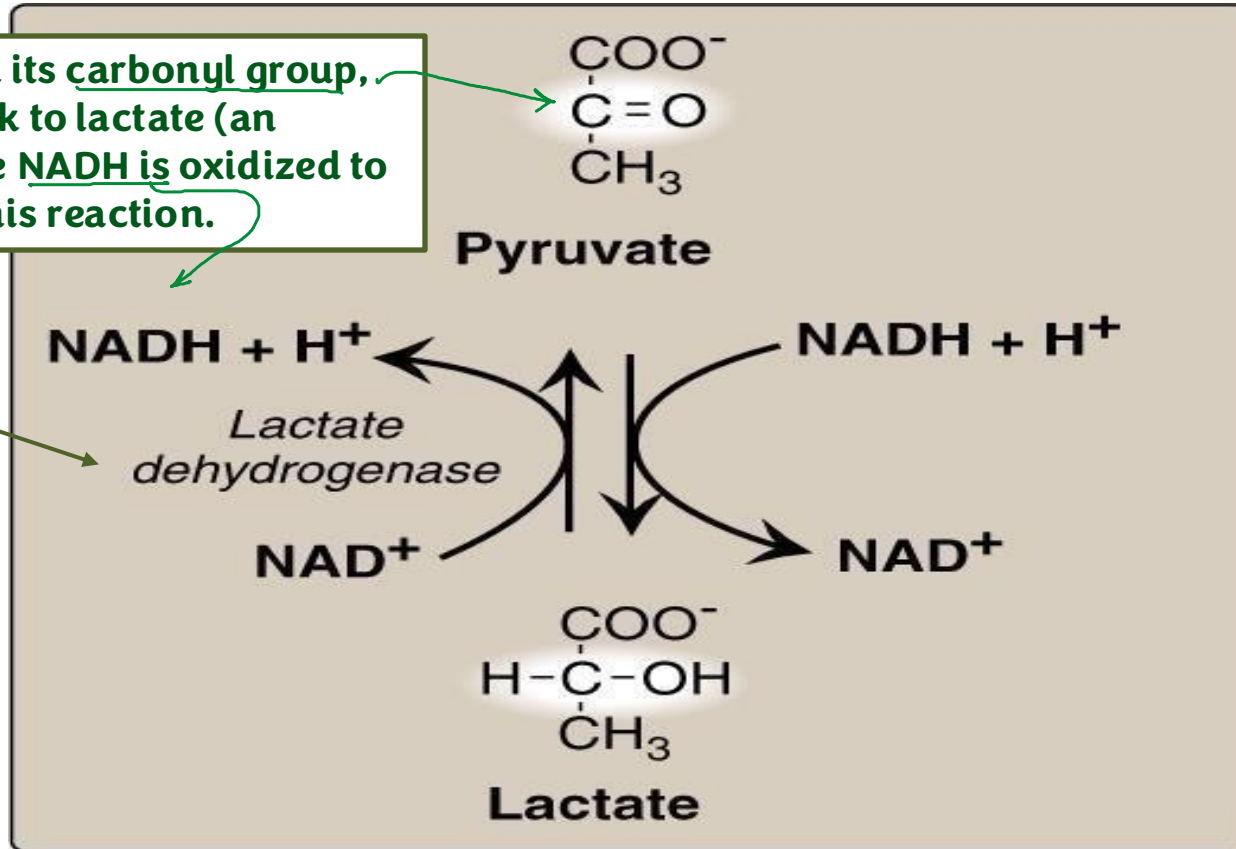 its carbonyl group,
k to lactate (an
e NADH is oxidized to
his reaction.
COO⁻
C=O
CH₃
Pyruvate
NADH + H⁺
NADH + H⁺
Lactate
dehydrogenase
NAD⁺
NAD⁺
COO⁻
H-C-OH
CH₃
Lactate